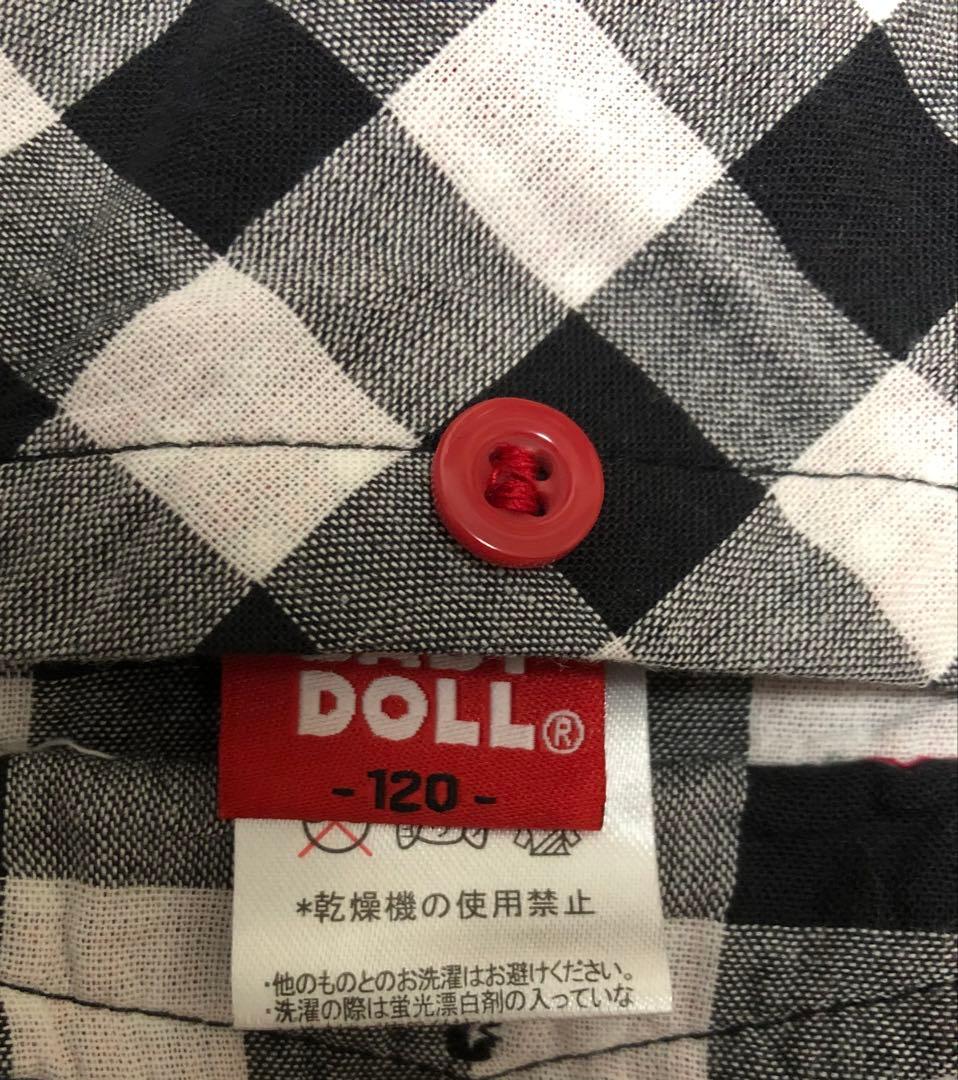 BABY
DOLL®
- 120 -
*乾燥機の使用禁止
・他のものとのお洗濯はお避けください。
・洗濯の際は蛍光漂白剤の入っていな